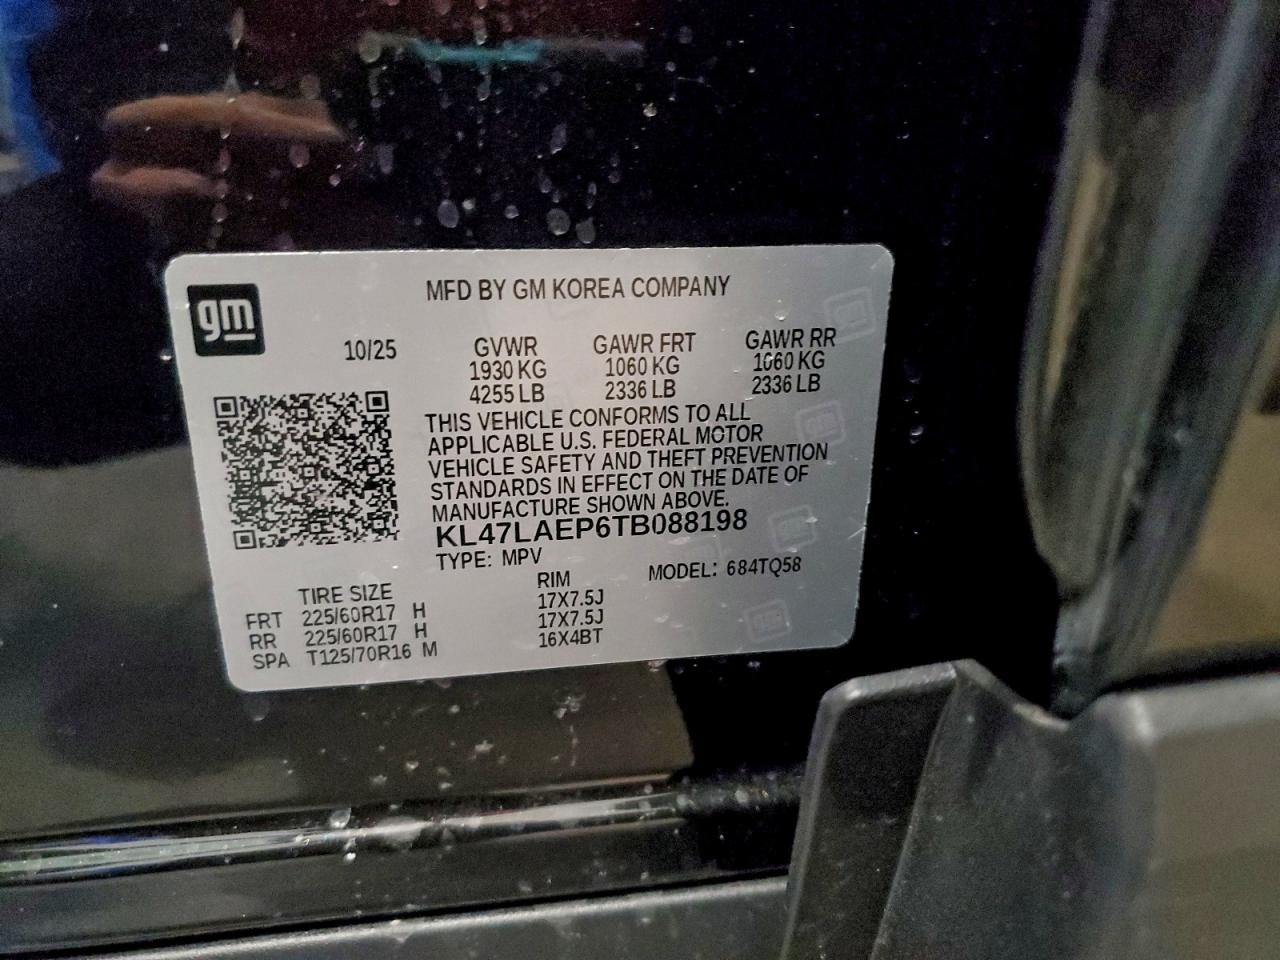 gm
MFD BY GM KOREA COMPANY
10/25 GVWR GAWR FRT GAWR RR
1930 KG 1060 KG 1060 KG
4255 LB 2336 LB 2336 LB
THIS VEHICLE CONFORMS TO ALL
APPLICABLE U.S. FEDERAL MOTOR
VEHICLE SAFETY AND THEFT PREVENTION
STANDARDS IN EFFECT ON THE DATE OF
MANUFACTURE SHOWN ABOVE.
KL47LAEP6TB088198
TYPE: MPV MODEL: 684TQ58
TIRE SIZE RIM
FRT 225/60R17 H 17X7.5J
RR 225/60R17 H 17X7.5J
SPA T125/70R16 M 16X4BT